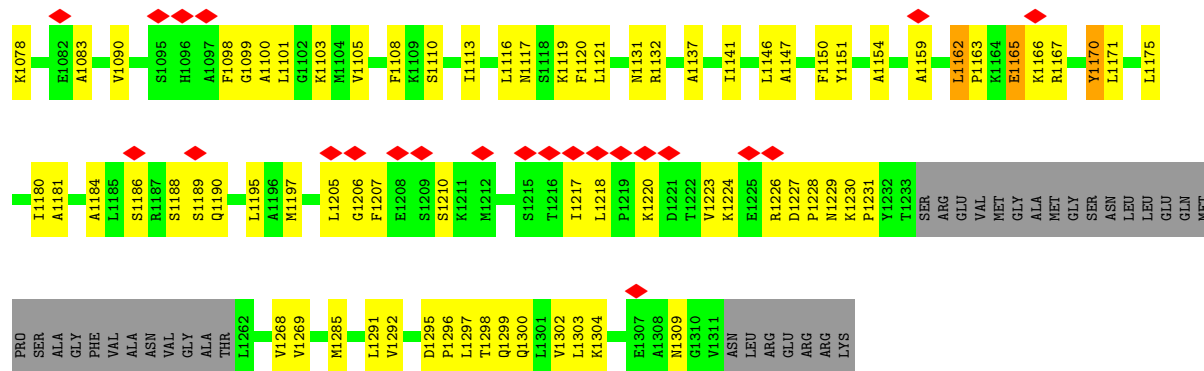 K1078 E1082 A1083 V1090 S1095 H1096 A1097 F1098 G1099 A1100 L1101 G1102 K1103 M1104 V1105 F1108 K1109 S1110 I1113 L1116 N1117 S1118 K1119 F1120 L1121 N1131 R1132 A1137 I1141 L1146 A1147 F1150 Y1151 A1154 A1159 L1162 P1163 K1164 E1165 K1166 R1167 Y1170 L1171 L1175
I1180 A1181 A1184 L1185 S1186 R1187 S1188 S1189 Q1190 L1195 A1196 M1197 L1205 G1206 F1207 E1208 S1209 S1210 K1211 M1212 S1215 T1216 I1217 L1218 P1219 K1220 D1221 T1222 V1223 K1224 E1225 R1226 D1227 P1228 N1229 K1230 P1231 Y1232 T1233 SER ARG GLU VAL MET GLY ALA MET GLY SER ASN LEU LEU GLU GLN MET
PRO SER ALA GLY PHE VAL ALA ASN VAL GLY ALA THR L1262 V1268 V1269 M1285 L1291 V1292 D1295 P1296 L1297 T1298 Q1299 Q1300 L1301 V1302 L1303 K1304 E1307 A1308 N1309 G1310 V1311 ASN LEU ARG GLU ARG ARG LYS